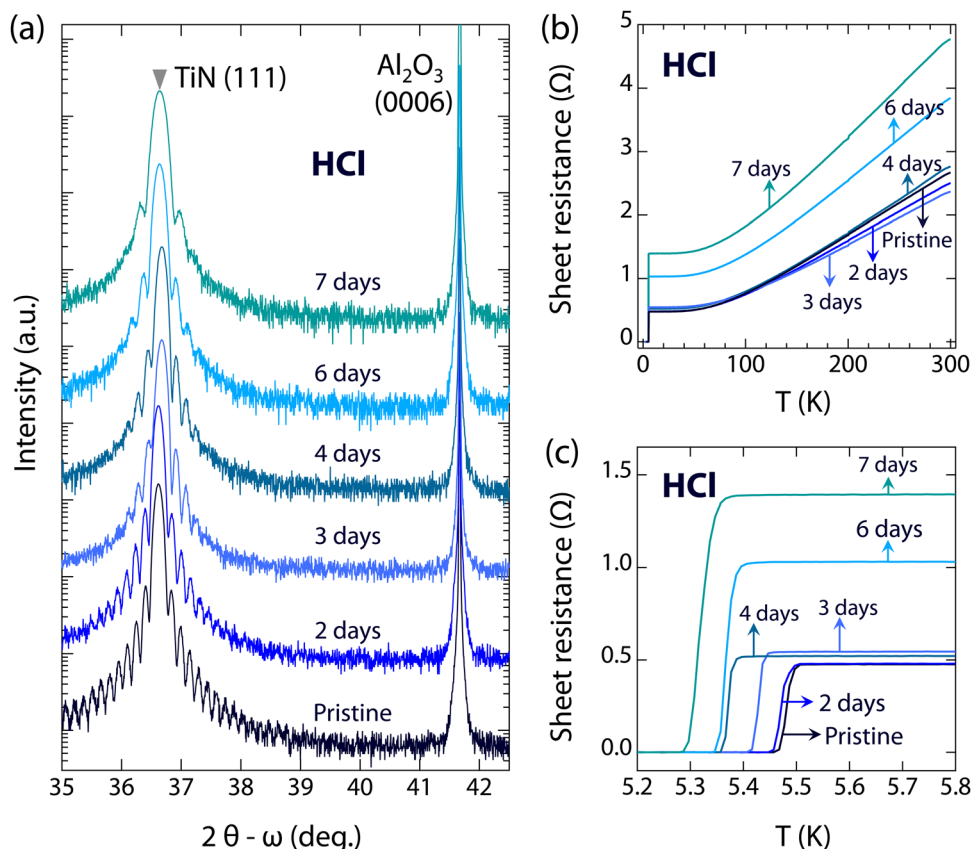 (a)
TiN (111)
Al₂O₃
(0006)
HCl
7 days
6 days
4 days
3 days
2 days
Pristine
Intensity (a.u.)
35 36 37 38 39 40 41 42
2 θ - ω (deg.)
(b)
HCl
5
4
3
2
1
0
Sheet resistance (Ω)
6 days
7 days
4 days
Pristine
2 days
3 days
0 100 200 300
T (K)
(c)
HCl
1.5
1.0
0.5
0.0
Sheet resistance (Ω)
7 days
6 days
3 days
4 days
2 days
Pristine
5.2 5.3 5.4 5.5 5.6 5.7 5.8
T (K)